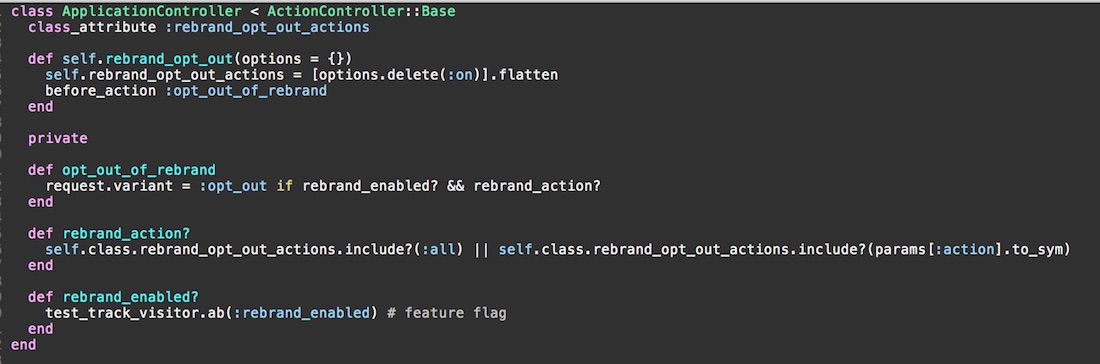 class ApplicationController < ActionController::Base
  class_attribute :rebrand_opt_out_actions

  def self.rebrand_opt_out(options = {})
    self.rebrand_opt_out_actions = [options.delete(:on)].flatten
    before_action :opt_out_of_rebrand
  end

  private

  def opt_out_of_rebrand
    request.variant = :opt_out if rebrand_enabled? && rebrand_action?
  end

  def rebrand_action?
    self.class.rebrand_opt_out_actions.include?(:all) || self.class.rebrand_opt_out_actions.include?(params[:action].to_sym)
  end

  def rebrand_enabled?
    test_track_visitor.ab(:rebrand_enabled) # feature flag
  end
end